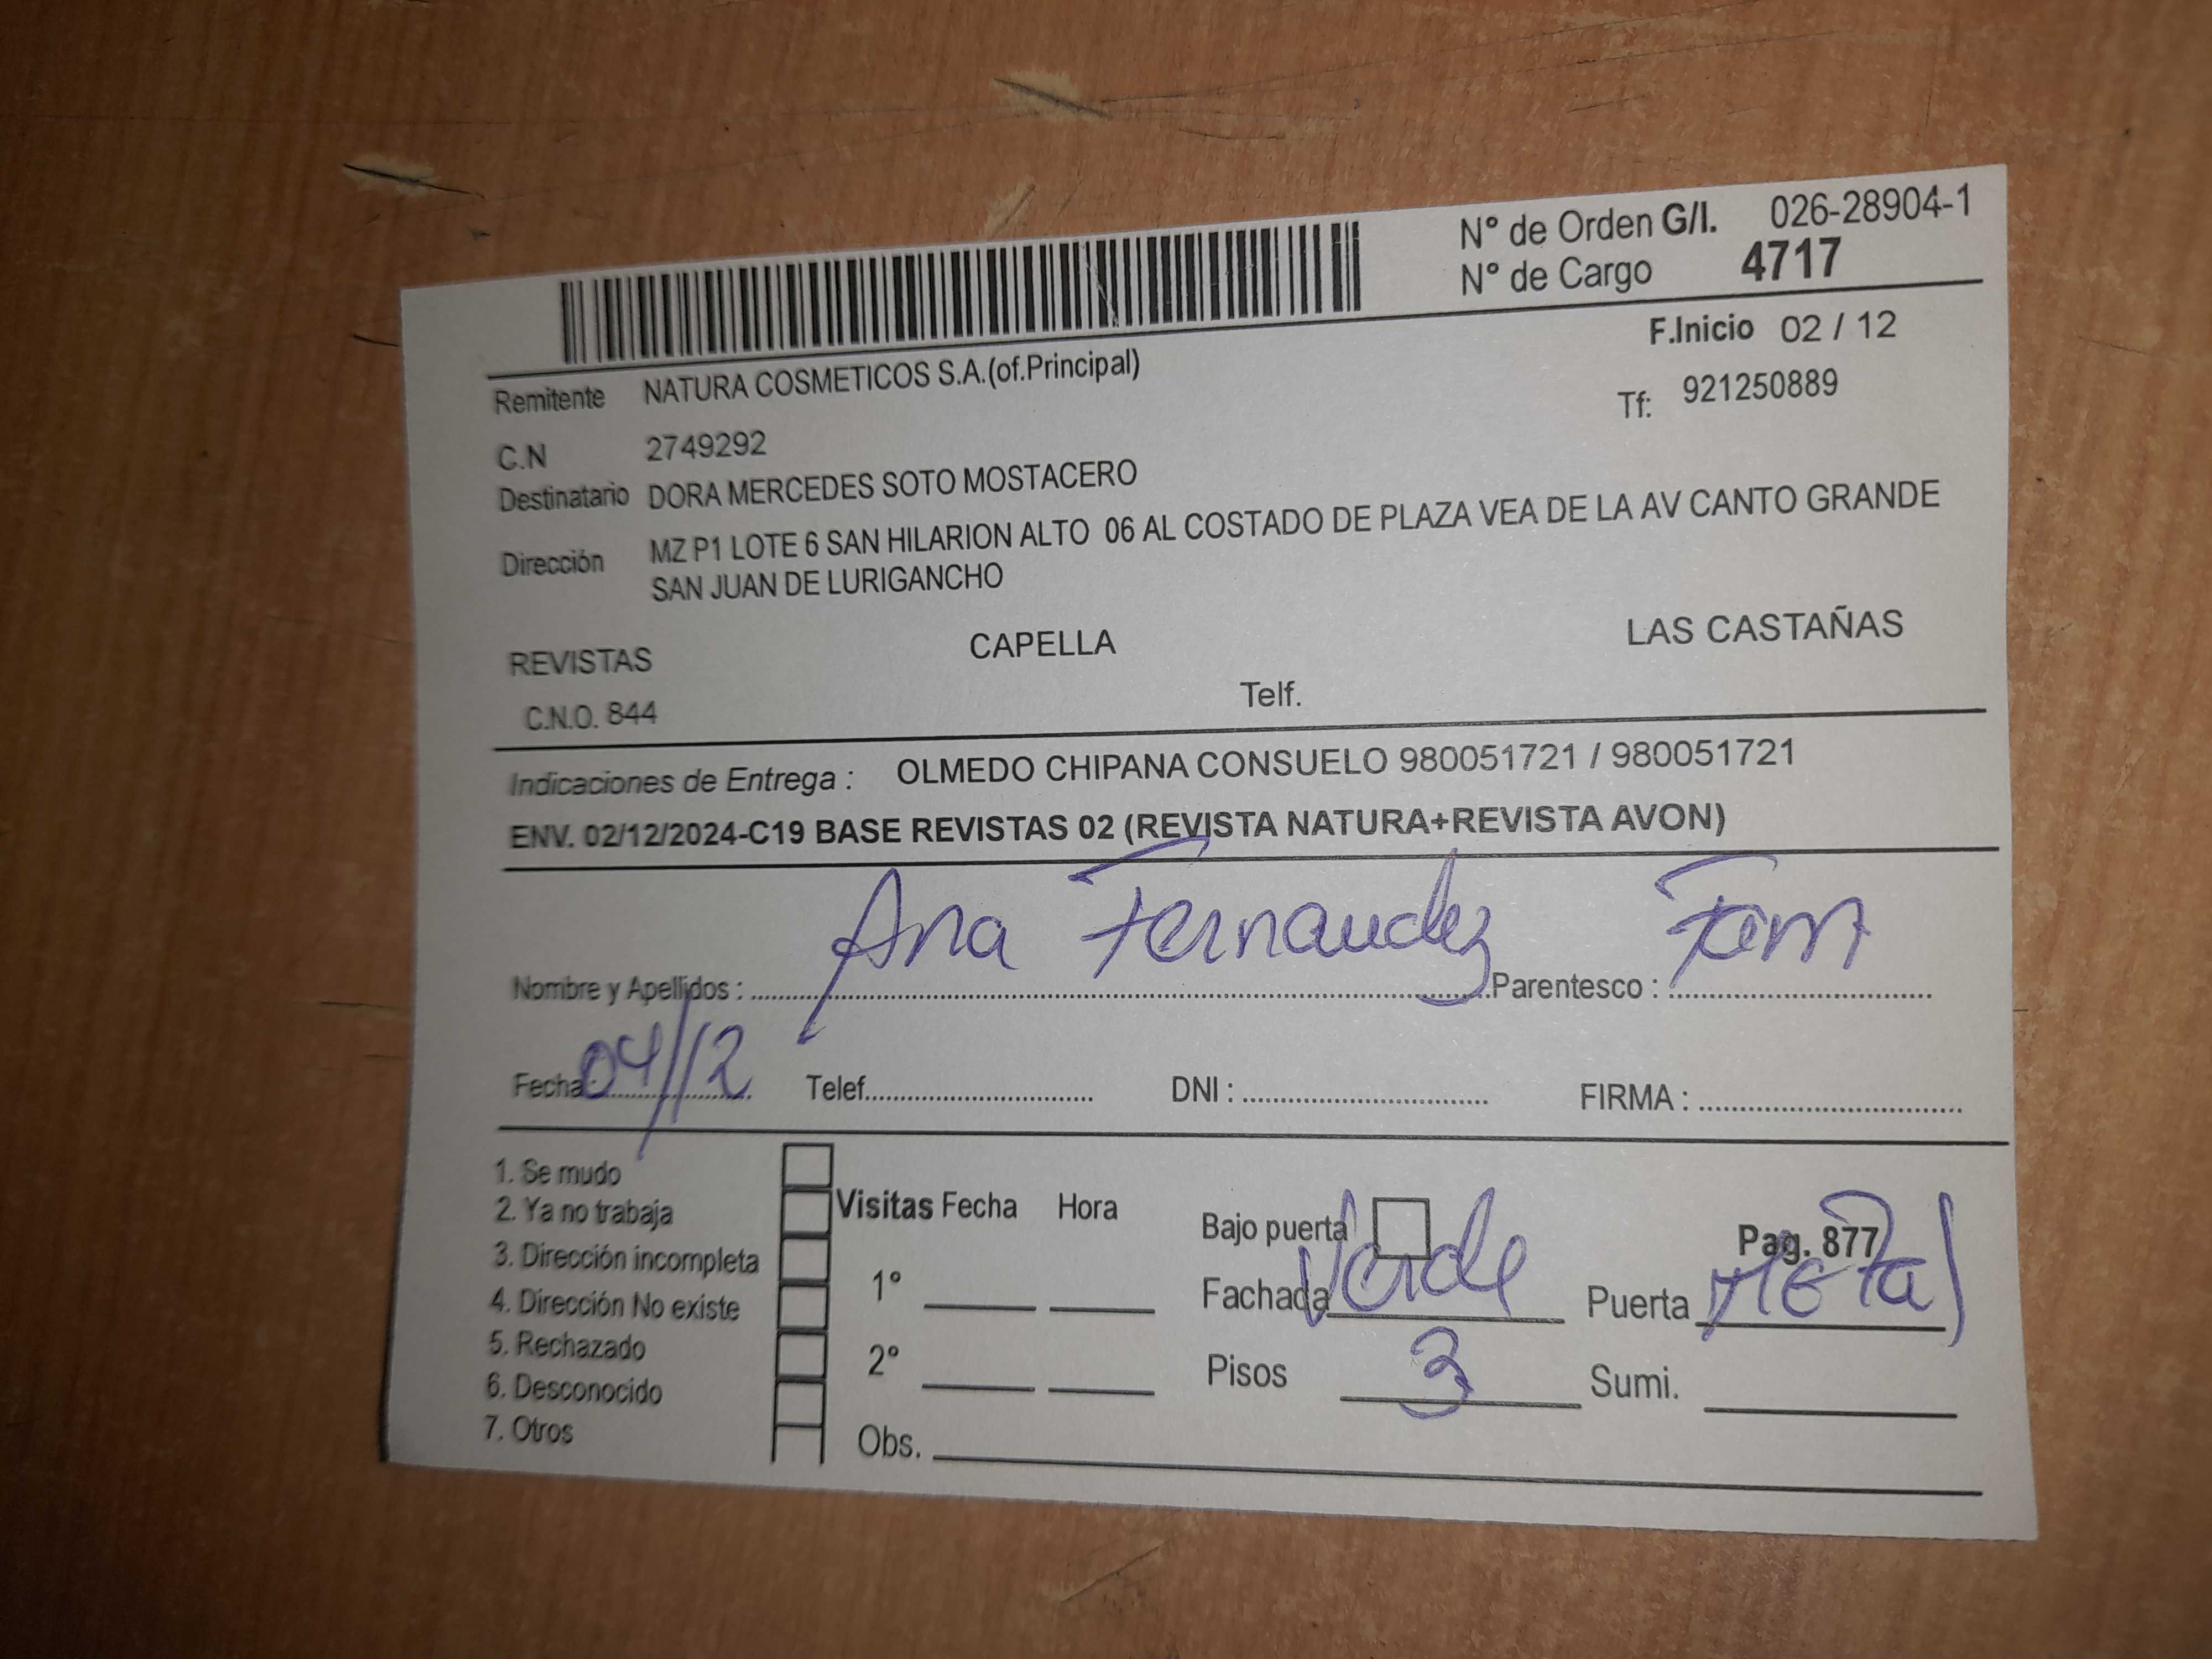 N° de Orden G/I. 026-28904-1
N° de Cargo 4717
F.Inicio 02 / 12
Remitente NATURA COSMETICOS S.A.(of.Principal)
Tf: 921250889
C.N 2749292
Destinatario DORA MERCEDES SOTO MOSTACERO
Dirección MZ P1 LOTE 6 SAN HILARION ALTO 06 AL COSTADO DE PLAZA VEA DE LA AV CANTO GRANDE
SAN JUAN DE LURIGANCHO
REVISTAS CAPELLA LAS CASTAÑAS
C.N.O. 844 Telf.
Indicaciones de Entrega : OLMEDO CHIPANA CONSUELO 980051721 / 980051721
ENV. 02/12/2024-C19 BASE REVISTAS 02 (REVISTA NATURA+REVISTA AVON)
Nombre y Apellidos : Ana Fernandez Parentesco : Fam
Fecha: 04/12 Telef. DNI : FIRMA :
1. Se mudo
2. Ya no trabaja
3. Dirección incompleta
4. Dirección No existe
5. Rechazado
6. Desconocido
7. Otros
Visitas Fecha Hora
1°
2°
Obs.
Bajo puerta Pag. 877
Fachada Verde Puerta Metal
Pisos 3 Sumi.